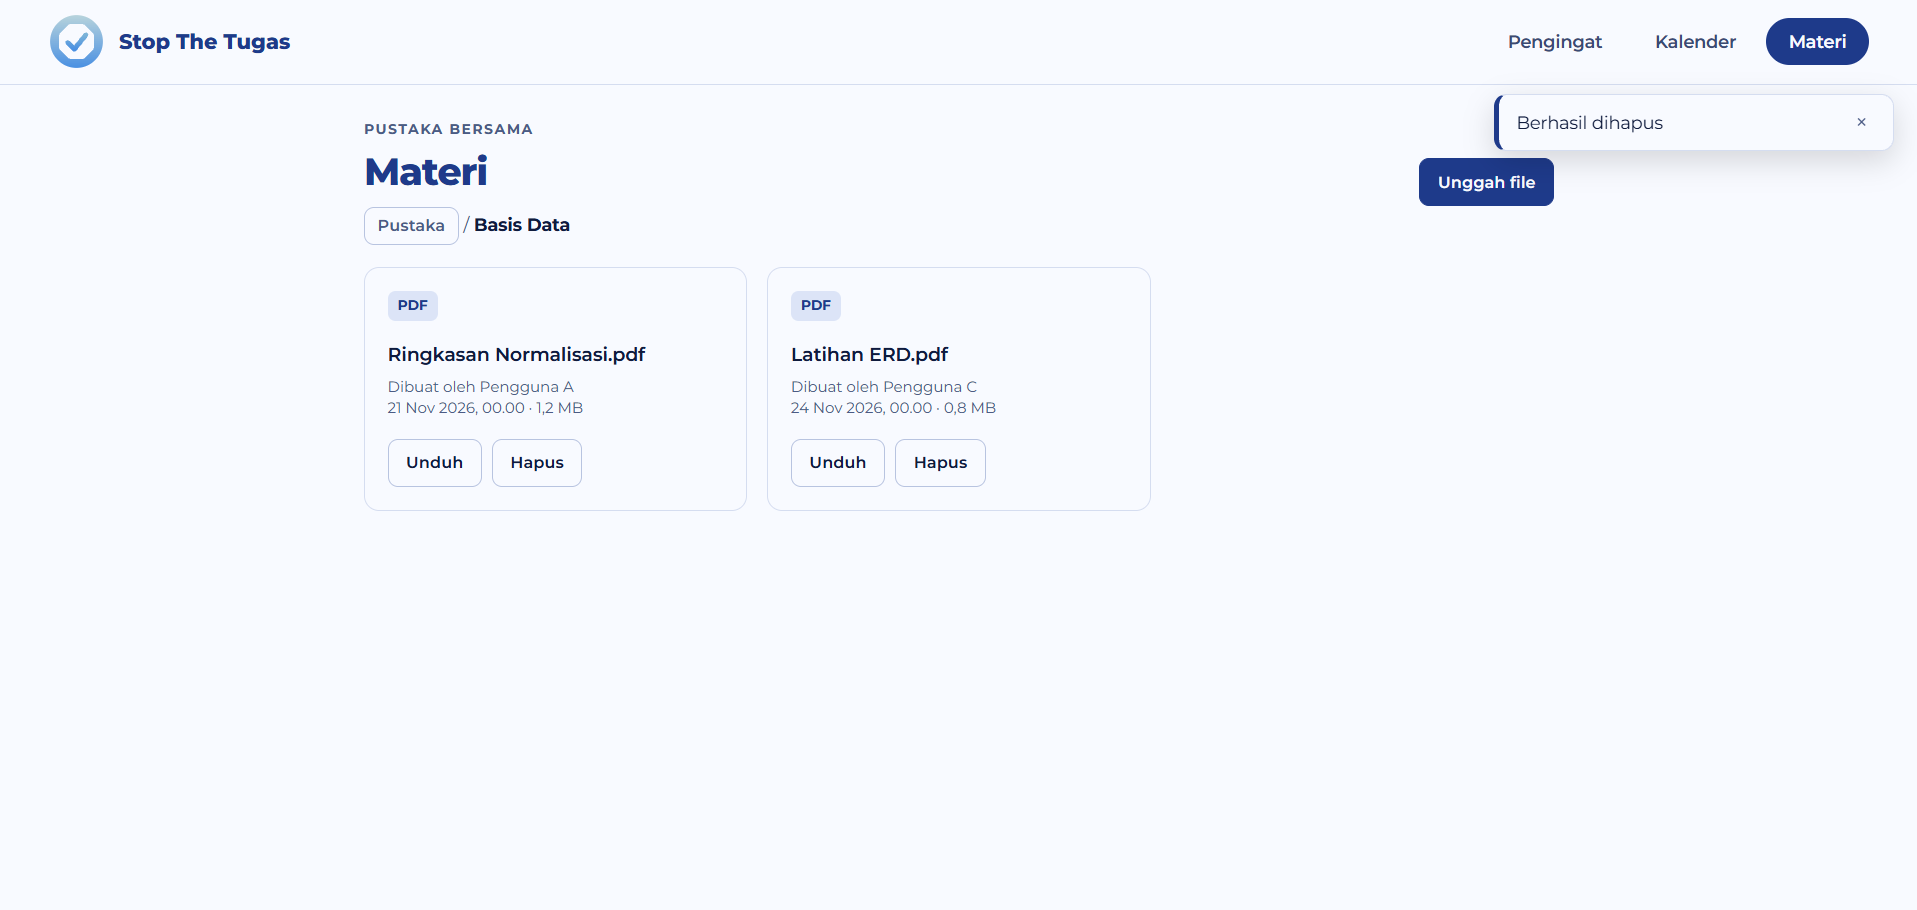 Stop The Tugas
Pengingat
Kalender
Materi
Berhasil dihapus
×
PUSTAKA BERSAMA
Materi
Unggah file
Pustaka / Basis Data
PDF
Ringkasan Normalisasi.pdf
Dibuat oleh Pengguna A
21 Nov 2026, 00.00 · 1,2 MB
Unduh
Hapus
PDF
Latihan ERD.pdf
Dibuat oleh Pengguna C
24 Nov 2026, 00.00 · 0,8 MB
Unduh
Hapus